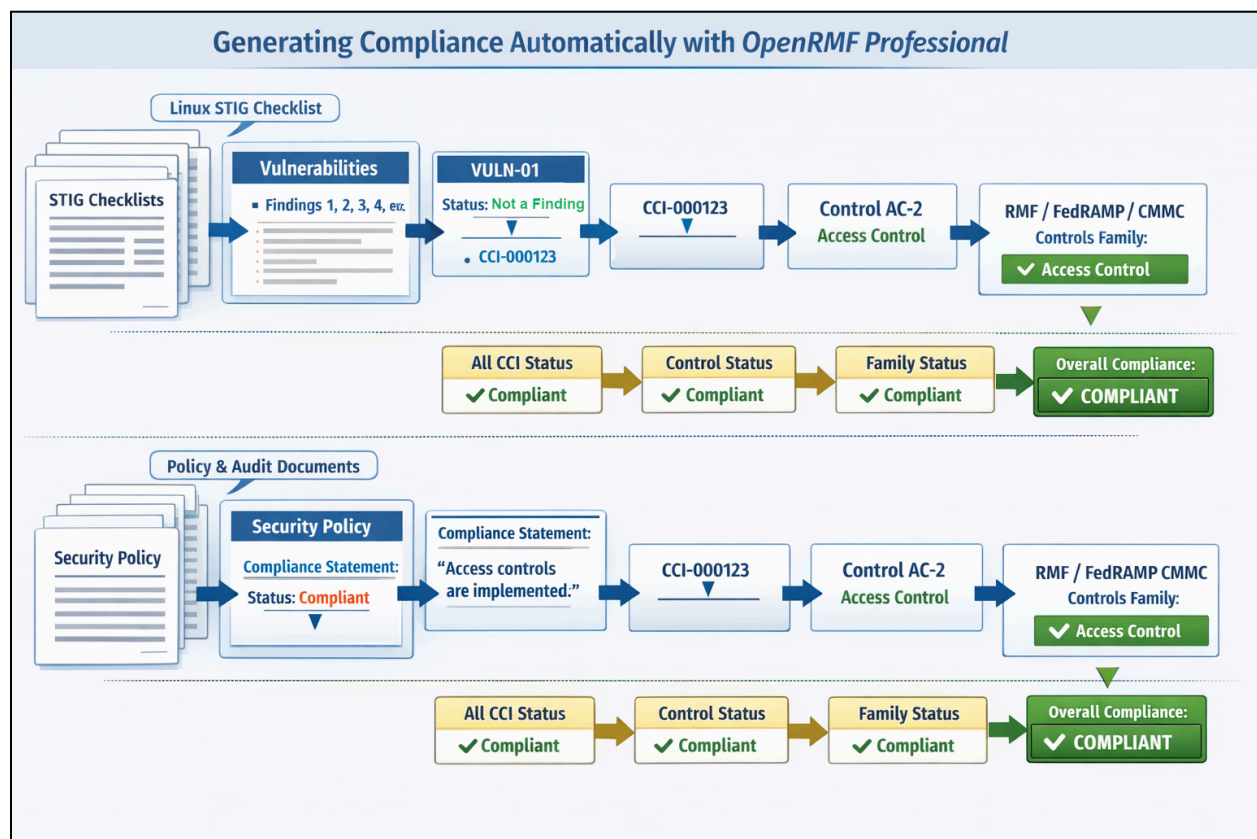 Generating Compliance Automatically with OpenRMF Professional
Linux STIG Checklist
STIG Checklists
Vulnerabilities
▪ Findings 1, 2, 3, 4, etc.
VULN-01
Status: Not a Finding
• CCI-000123
CCI-000123
Control AC-2
Access Control
RMF / FedRAMP / CMMC
Controls Family:
✓ Access Control
All CCI Status
✓ Compliant
Control Status
✓ Compliant
Family Status
✓ Compliant
Overall Compliance:
✓ COMPLIANT
Policy & Audit Documents
Security Policy
Security Policy
Compliance Statement:
Status: Compliant
Compliance Statement:
“Access controls
are implemented.”
CCI-000123
Control AC-2
Access Control
RMF / FedRAMP CMMC
Controls Family:
✓ Access Control
All CCI Status
✓ Compliant
Control Status
✓ Compliant
Family Status
✓ Compliant
Overall Compliance:
✓ COMPLIANT